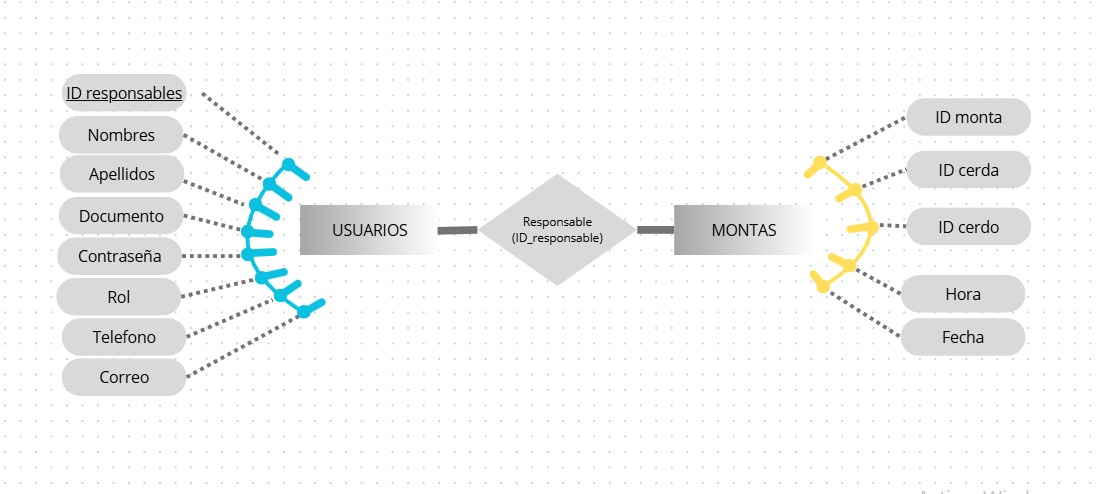 ID responsables
Nombres
Apellidos
Documento
Contraseña
Rol
Telefono
Correo
USUARIOS
Responsable
(ID_responsable)
MONTAS
ID monta
ID cerda
ID cerdo
Hora
Fecha